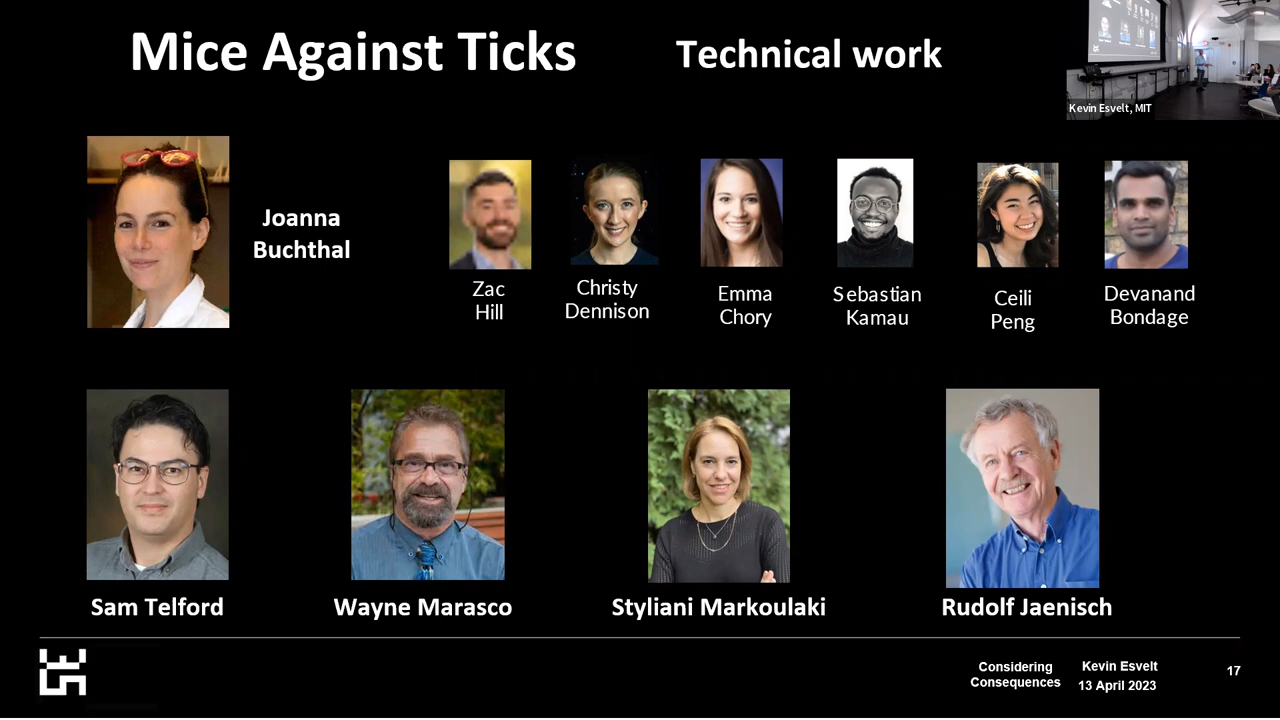 Mice Against Ticks
Technical work
Kevin Esvelt, MIT
Joanna
Buchthal
Zac
Hill
Christy
Dennison
Emma
Chory
Sebastian
Kamau
Ceili
Peng
Devanand
Bondage
Sam Telford
Wayne Marasco
Styliani Markoulaki
Rudolf Jaenisch
Considering
Consequences
Kevin Esvelt
13 April 2023
17